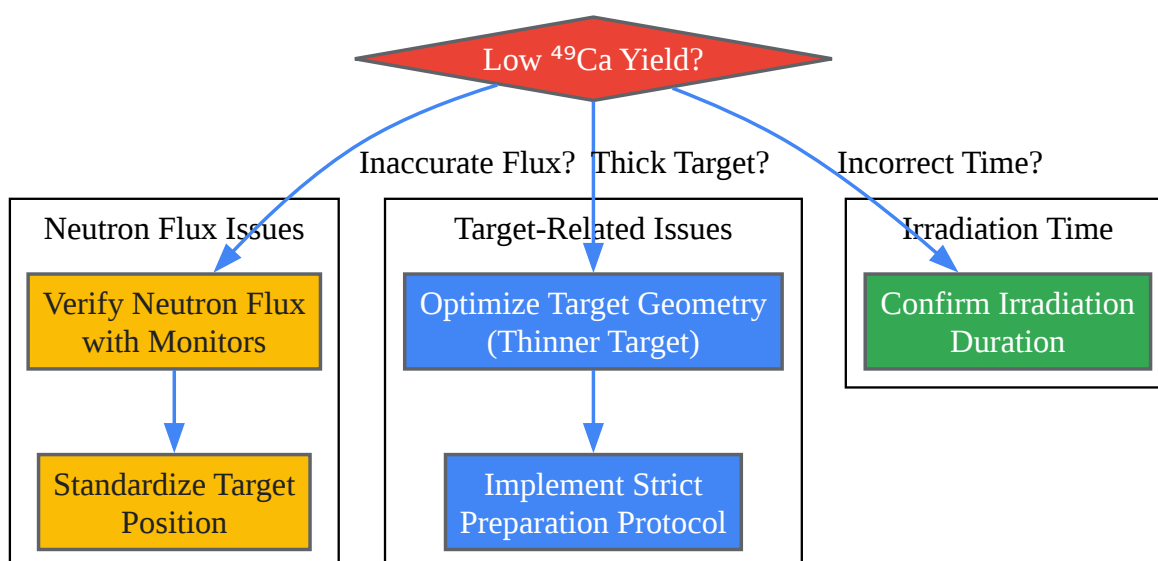 Low ⁴⁹Ca Yield?
Inaccurate Flux?
Thick Target?
Incorrect Time?
Neutron Flux Issues
Target-Related Issues
Irradiation Time
Verify Neutron Flux
with Monitors
Optimize Target Geometry
(Thinner Target)
Confirm Irradiation
Duration
Standardize Target
Position
Implement Strict
Preparation Protocol